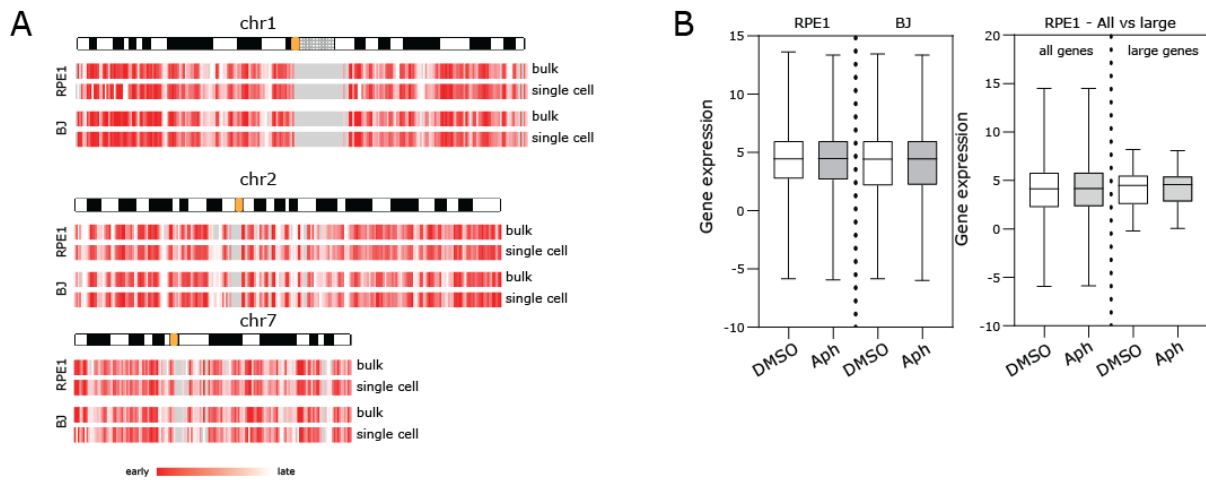 A
chr1
RPE1
bulk
single cell
BJ
bulk
single cell
chr2
RPE1
bulk
single cell
BJ
bulk
single cell
chr7
RPE1
bulk
single cell
BJ
bulk
single cell
early late
B
RPE1 BJ
Gene expression
15
10
5
0
-5
-10
DMSO Aph DMSO Aph
RPE1 - All vs large
all genes large genes
Gene expression
20
15
10
5
0
-5
-10
DMSO Aph DMSO Aph